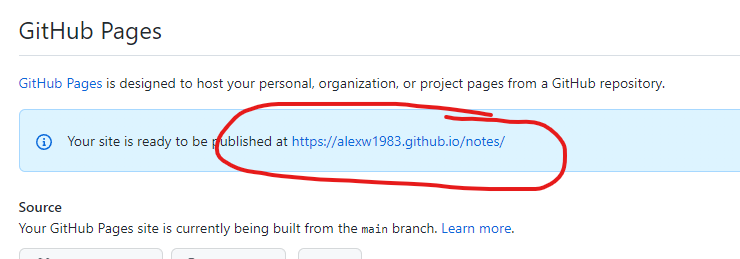 GitHub Pages
GitHub Pages is designed to host your personal, organization, or project pages from a GitHub repository.
Your site is ready to be published at https://alexw1983.github.io/notes/
Source
Your GitHub Pages site is currently being built from the main branch. Learn more.